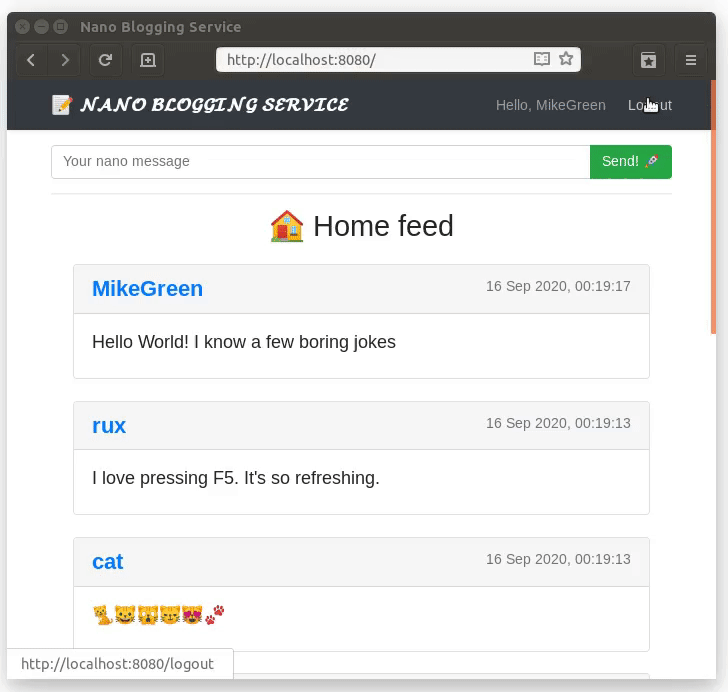 Nano Blogging Service
http://localhost:8080/
📝 𝓝𝓐𝓝𝓞 𝓑𝓛𝓞𝓖𝓖𝓘𝓝𝓖 𝓢𝓔𝓡𝓥𝓘𝓒𝓔 Hello, MikeGreen Logout
Your nano message Send! 🚀
🏠 Home feed
MikeGreen 16 Sep 2020, 00:19:17
Hello World! I know a few boring jokes
rux 16 Sep 2020, 00:19:13
I love pressing F5. It's so refreshing.
cat 16 Sep 2020, 00:19:13
🐈😺🙀😼😻🐾
http://localhost:8080/logout